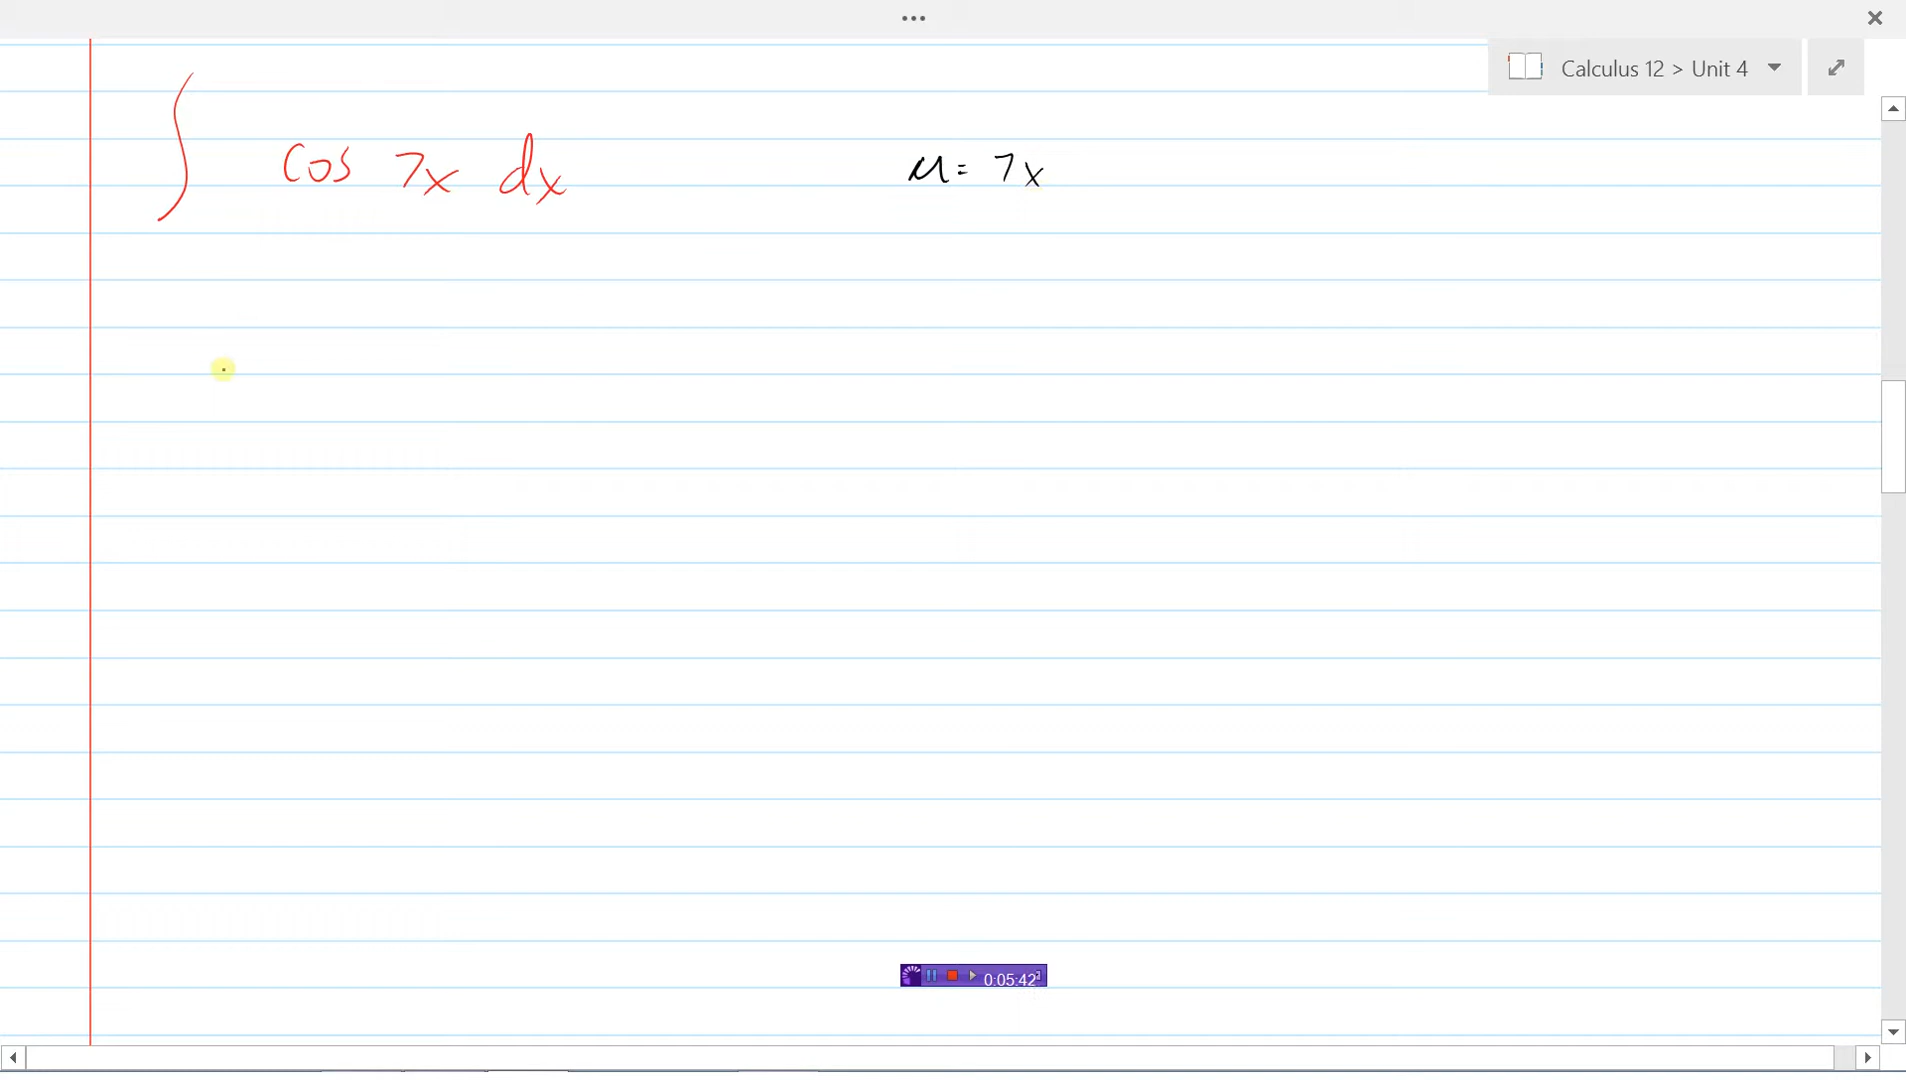 Calculus 12 > Unit 4
∫ cos 7x dx
u = 7x
0:05:42